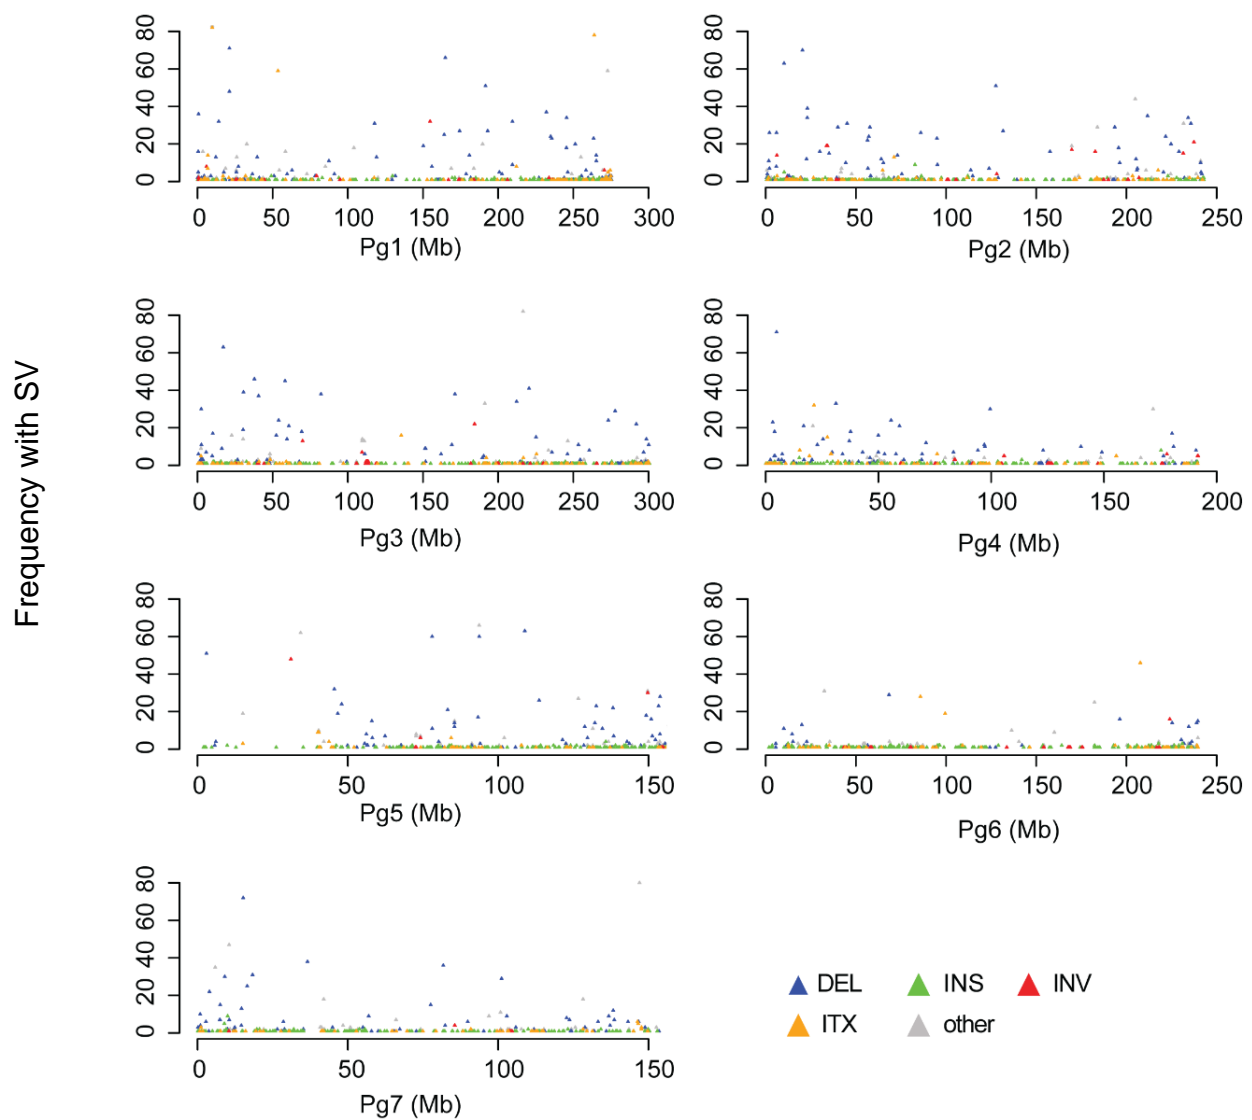 Frequency with SV
80
60
40
20
0
0 50 100 150 200 250 300
Pg1 (Mb)
80
60
40
20
0
0 50 100 150 200 250
Pg2 (Mb)
80
60
40
20
0
0 50 100 150 200 250 300
Pg3 (Mb)
80
60
40
20
0
0 50 100 150 200
Pg4 (Mb)
80
60
40
20
0
0 50 100 150
Pg5 (Mb)
80
60
40
20
0
0 50 100 150 200 250
Pg6 (Mb)
80
60
40
20
0
0 50 100 150
Pg7 (Mb)
DEL INS INV
ITX other